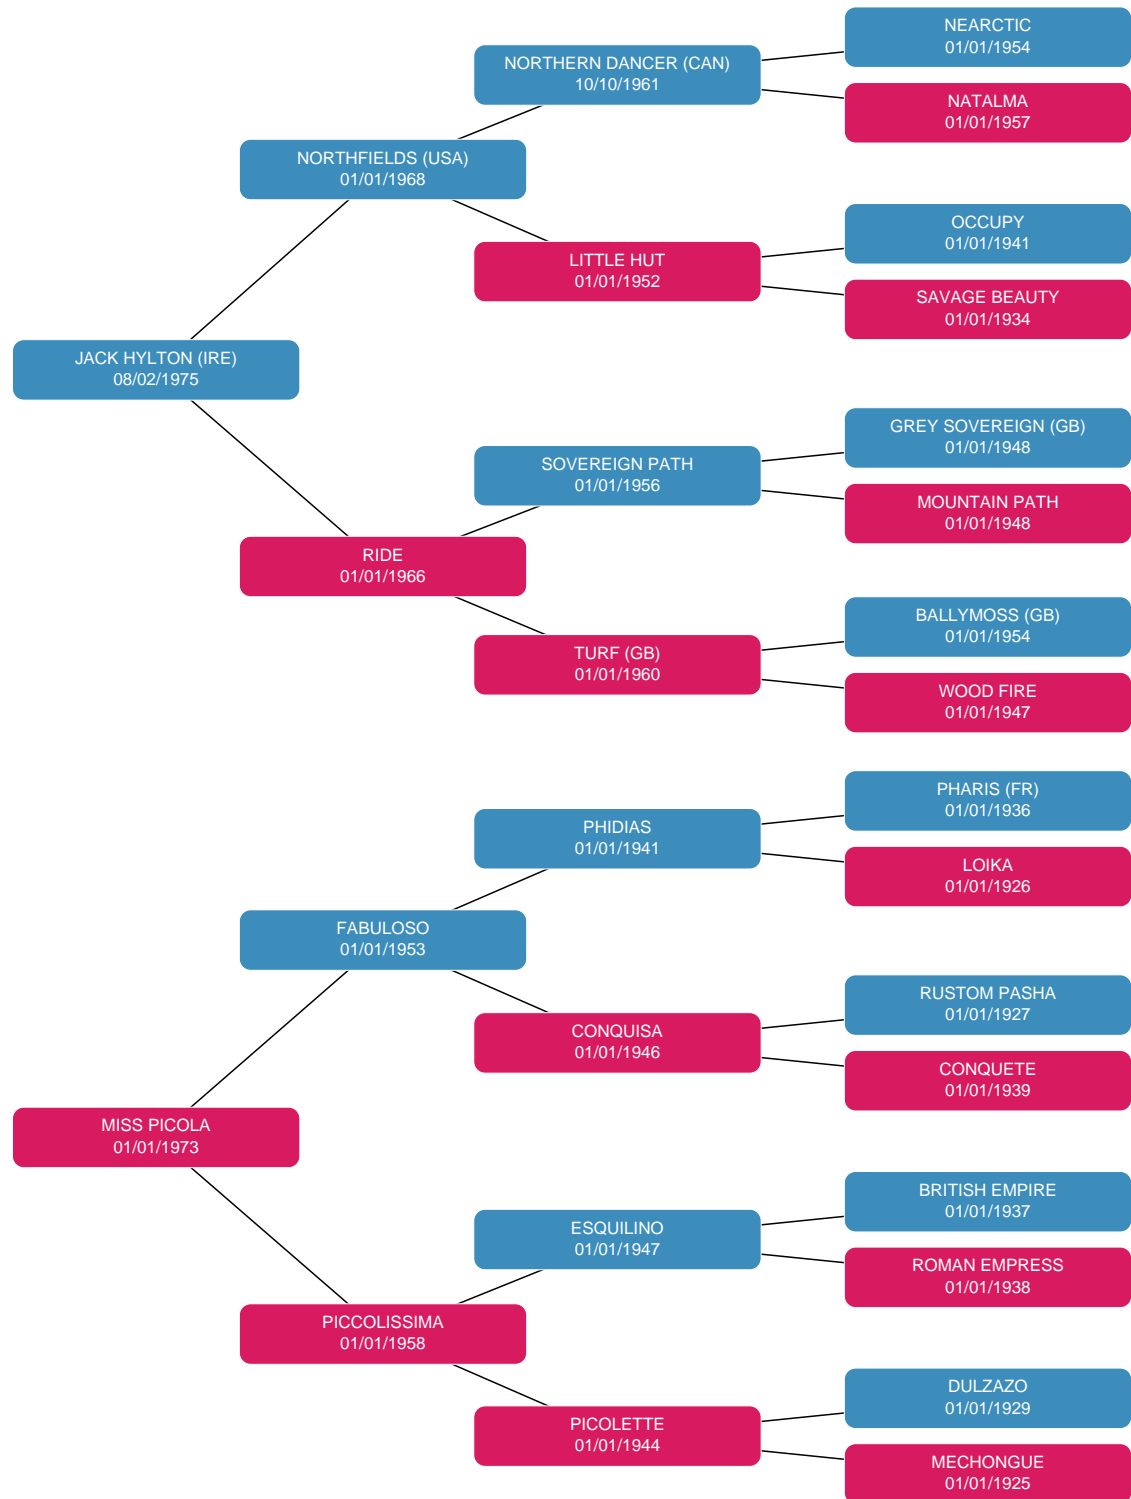 NEARCTIC
01/01/1954
NORTHERN DANCER (CAN)
10/10/1961
NATALMA
01/01/1957
NORTHFIELDS (USA)
01/01/1968
OCCUPY
01/01/1941
LITTLE HUT
01/01/1952
SAVAGE BEAUTY
01/01/1934
JACK HYLTON (IRE)
08/02/1975
GREY SOVEREIGN (GB)
01/01/1948
SOVEREIGN PATH
01/01/1956
MOUNTAIN PATH
01/01/1948
RIDE
01/01/1966
BALLYMOSS (GB)
01/01/1954
TURF (GB)
01/01/1960
WOOD FIRE
01/01/1947
PHARIS (FR)
01/01/1936
PHIDIAS
01/01/1941
LOIKA
01/01/1926
FABULOSO
01/01/1953
RUSTOM PASHA
01/01/1927
CONQUISA
01/01/1946
CONQUETE
01/01/1939
MISS PICOLA
01/01/1973
BRITISH EMPIRE
01/01/1937
ESQUILINO
01/01/1947
ROMAN EMPRESS
01/01/1938
PICCOLISSIMA
01/01/1958
DULZAZO
01/01/1929
PICOLETTE
01/01/1944
MECHONGUE
01/01/1925